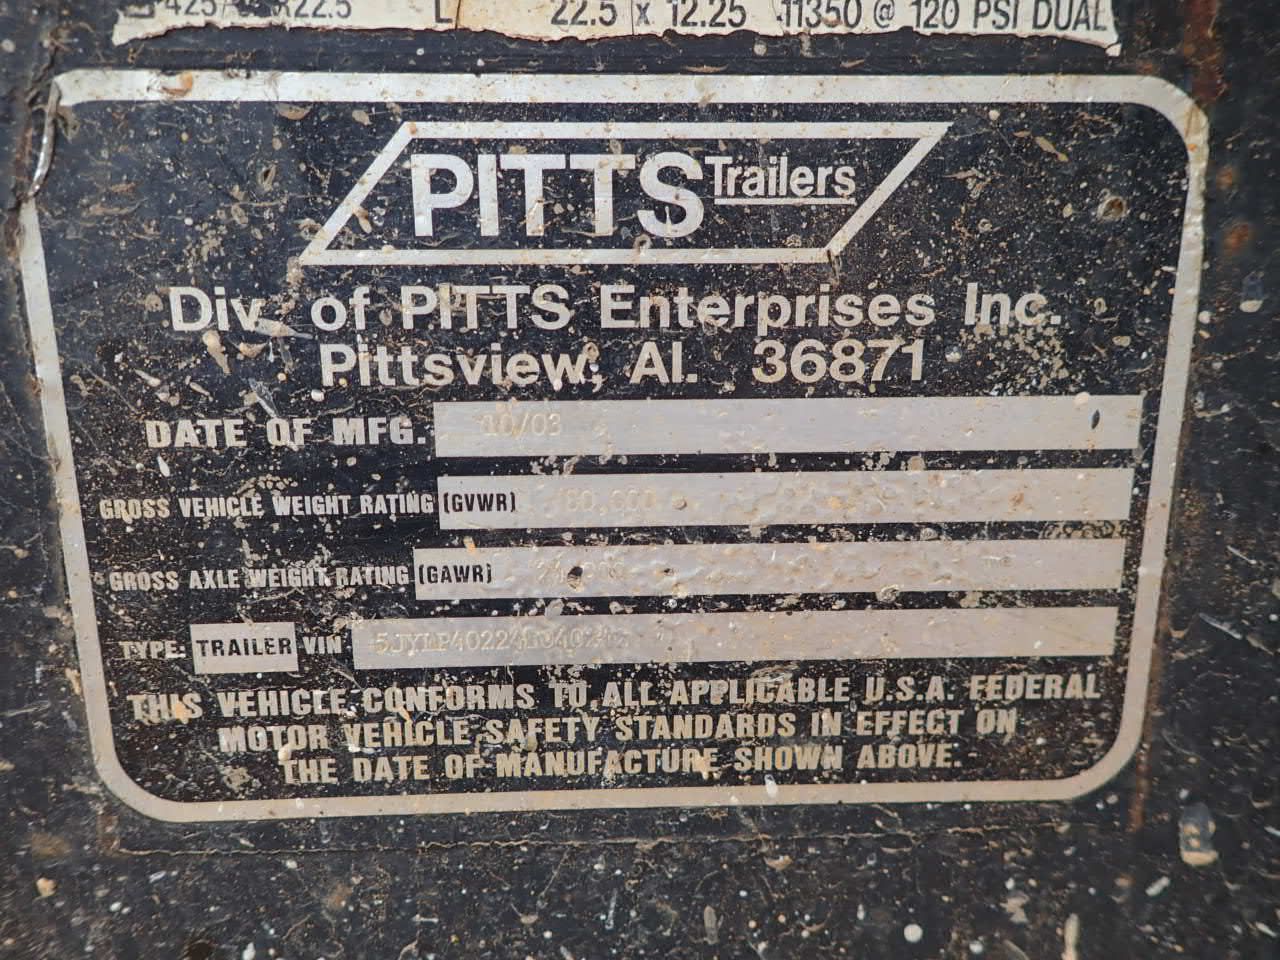 22.5 x 12.25 11350 @ 120 PSI DUAL
PITTS Trailers
Div. of PITTS Enterprises Inc.
Pittsview, Al. 36871
DATE OF MFG. 10/03
GROSS VEHICLE WEIGHT RATING (GVWR)
GROSS AXLE WEIGHT RATING (GAWR)
TYPE: TRAILER VIN
THIS VEHICLE CONFORMS TO ALL APPLICABLE U.S.A. FEDERAL
MOTOR VEHICLE SAFETY STANDARDS IN EFFECT ON
THE DATE OF MANUFACTURE SHOWN ABOVE.